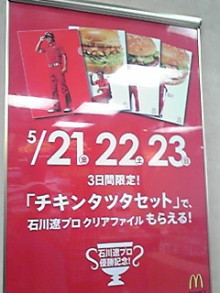 5/21(金) 22(土) 23(日)
3日間限定!
「チキンタツタセット」で、
石川遼プロ クリアファイル もらえる!
石川遼プロ
優勝記念!